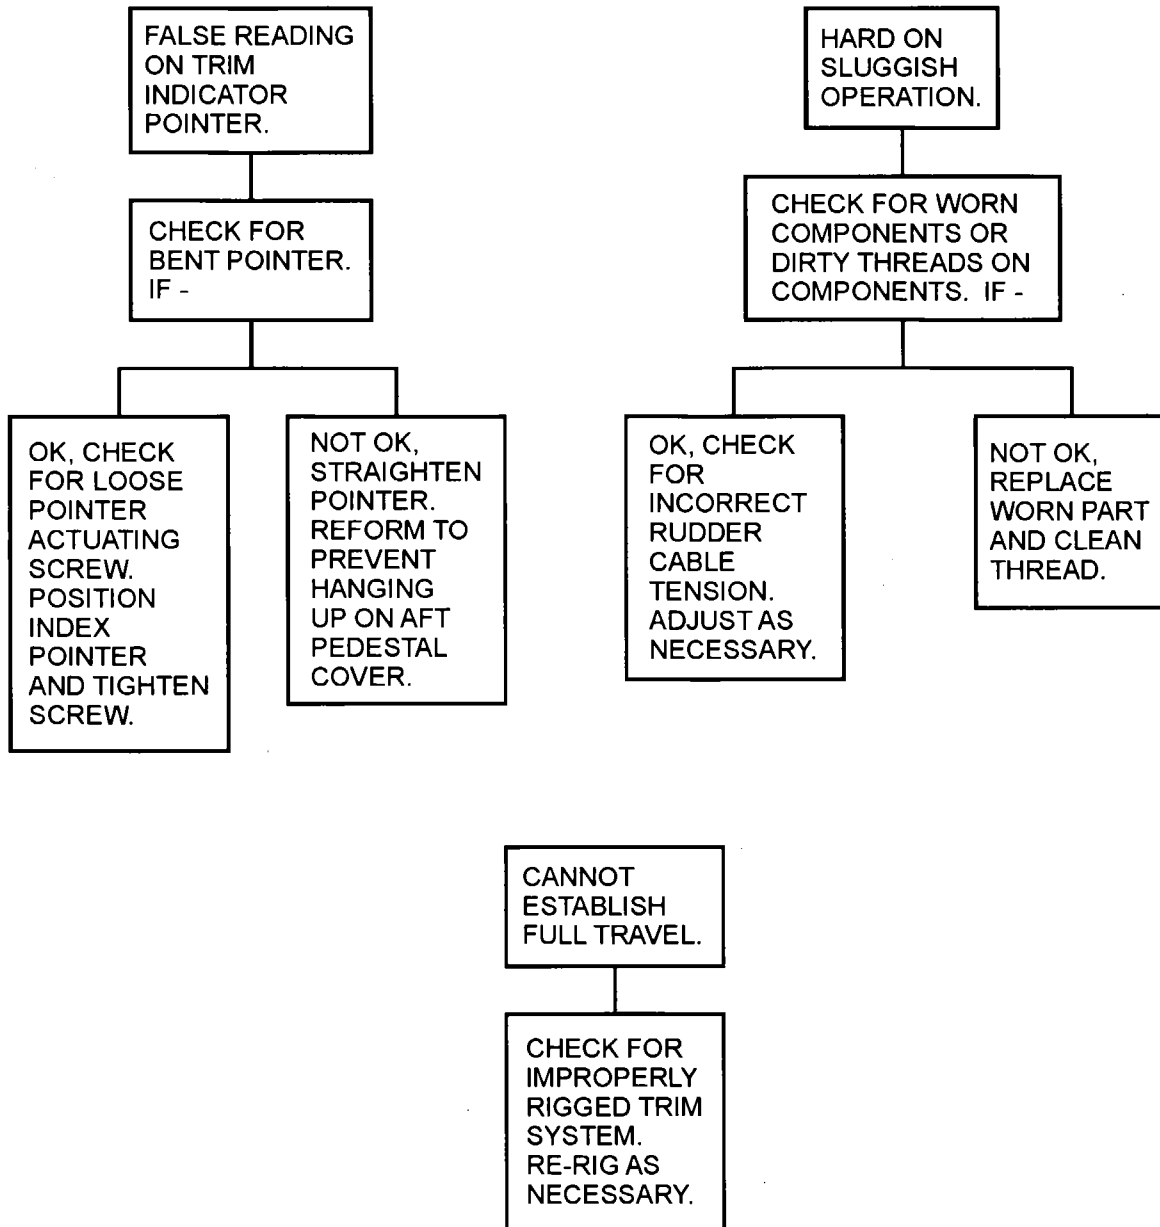 FALSE READING
ON TRIM
INDICATOR
POINTER.
CHECK FOR
BENT POINTER.
IF -
OK, CHECK
FOR LOOSE
POINTER
ACTUATING
SCREW.
POSITION
INDEX
POINTER
AND TIGHTEN
SCREW.
NOT OK,
STRAIGHTEN
POINTER.
REFORM TO
PREVENT
HANGING
UP ON AFT
PEDESTAL
COVER.
HARD ON
SLUGGISH
OPERATION.
CHECK FOR WORN
COMPONENTS OR
DIRTY THREADS ON
COMPONENTS. IF -
OK, CHECK
FOR
INCORRECT
RUDDER
CABLE
TENSION.
ADJUST AS
NECESSARY.
NOT OK,
REPLACE
WORN PART
AND CLEAN
THREAD.
CANNOT
ESTABLISH
FULL TRAVEL.
CHECK FOR
IMPROPERLY
RIGGED TRIM
SYSTEM.
RE-RIG AS
NECESSARY.